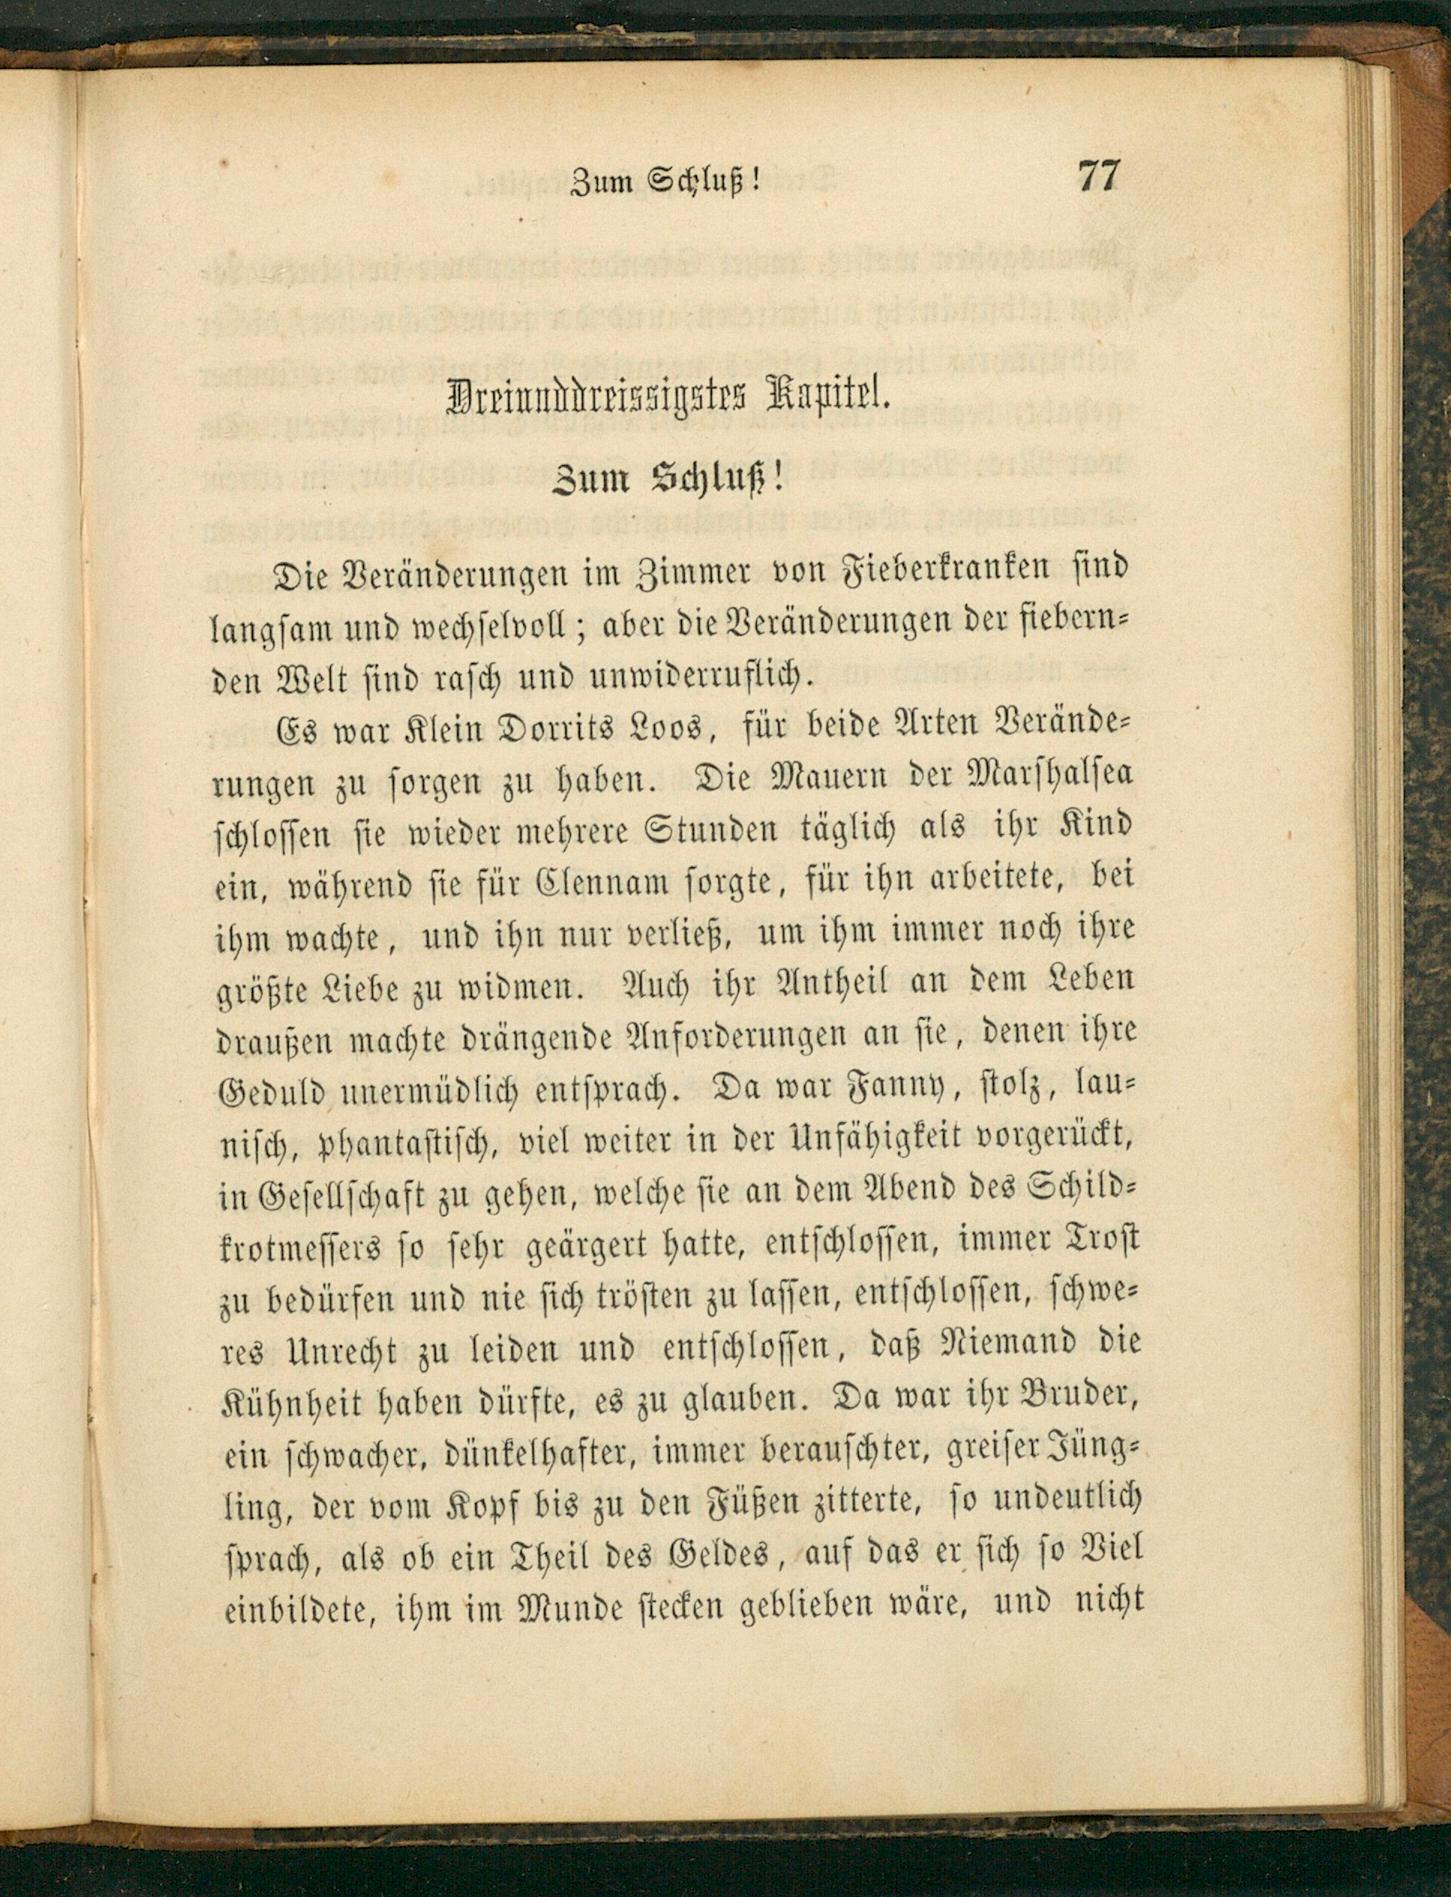 Zum Schluß! 77
Dreiunddreissigstes Kapitel.
Zum Schluß!
Die Veränderungen im Zimmer von Fieberkranken sind
langsam und wechselvoll; aber die Veränderungen der fiebern-
den Welt sind rasch und unwiderruflich.
Es war Klein Dorrits Loos, für beide Arten Verände-
rungen zu sorgen zu haben. Die Mauern der Marshalsea
schlossen sie wieder mehrere Stunden täglich als ihr Kind
ein, während sie für Clennam sorgte, für ihn arbeitete, bei
ihm wachte, und ihn nur verließ, um ihm immer noch ihre
größte Liebe zu widmen. Auch ihr Antheil an dem Leben
draußen machte drängende Anforderungen an sie, denen ihre
Geduld unermüdlich entsprach. Da war Fanny, stolz, lau-
nisch, phantastisch, viel weiter in der Unfähigkeit vorgerückt,
in Gesellschaft zu gehen, welche sie an dem Abend des Schild-
krotmessers so sehr geärgert hatte, entschlossen, immer Trost
zu bedürfen und nie sich trösten zu lassen, entschlossen, schwe-
res Unrecht zu leiden und entschlossen, daß Niemand die
Kühnheit haben dürfte, es zu glauben. Da war ihr Bruder,
ein schwacher, dünkelhafter, immer berauschter, greiser Jüng-
ling, der vom Kopf bis zu den Füßen zitterte, so undeutlich
sprach, als ob ein Theil des Geldes, auf das er sich so Viel
einbildete, ihm im Munde stecken geblieben wäre, und nicht